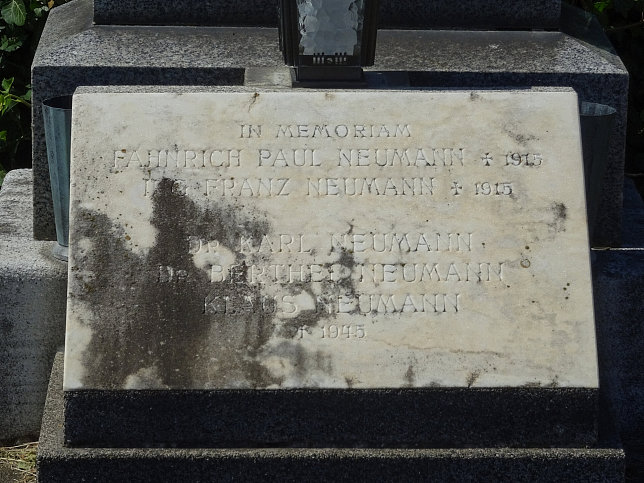 IN MEMORIAM
FÄHNRICH PAUL NEUMANN ✝ 1915
ING. FRANZ NEUMANN ✝ 1915
DR. KARL NEUMANN
DR. BERTHE NEUMANN
KLAUS NEUMANN
✝ 1945